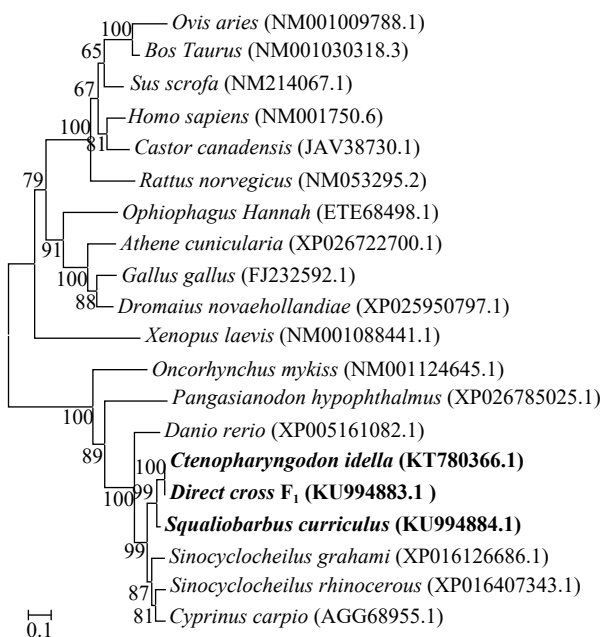 Ovis aries (NM001009788.1)
100
Bos Taurus (NM001030318.3)
65
Sus scrofa (NM214067.1)
67
Homo sapiens (NM001750.6)
100
81
Castor canadensis (JAV38730.1)
79
Rattus norvegicus (NM053295.2)
Ophiophagus Hannah (ETE68498.1)
91
Athene cunicularia (XP026722700.1)
100
Gallus gallus (FJ232592.1)
88
Dromaius novaehollandiae (XP025950797.1)
Xenopus laevis (NM001088441.1)
Oncorhynchus mykiss (NM001124645.1)
100
Pangasianodon hypophthalmus (XP026785025.1)
89
Danio rerio (XP005161082.1)
100
Ctenopharyngodon idella (KT780366.1)
100
99
Direct cross F₁ (KU994883.1 )
Squaliobarbus curriculus (KU994884.1)
99
Sinocyclocheilus grahami (XP016126686.1)
87
Sinocyclocheilus rhinocerous (XP016407343.1)
81
Cyprinus carpio (AGG68955.1)
0.1